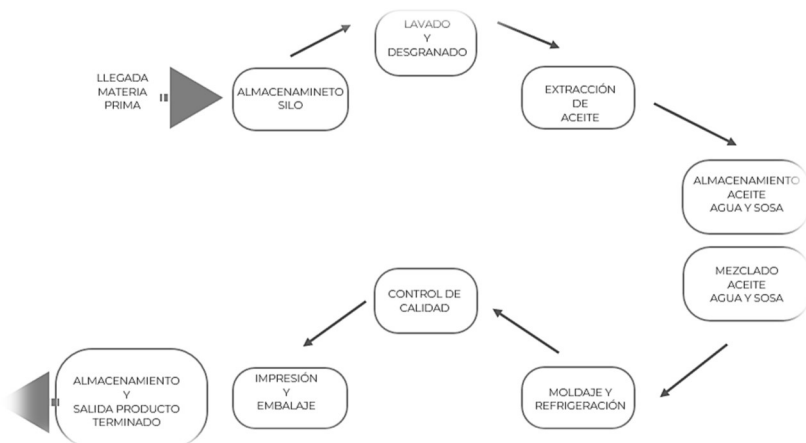 LLEGADA
MATERIA
PRIMA
ALMACENAMINETO
SILO
LAVADO
Y
DESGRANADO
EXTRACCIÓN
DE
ACEITE
ALMACENAMIENTO
ACEITE
AGUA Y SOSA
MEZCLADO
ACEITE
AGUA Y SOSA
MOLDAJE Y
REFRIGERACIÓN
CONTROL DE
CALIDAD
IMPRESIÓN
Y
EMBALAJE
ALMACENAMIENTO
Y
SALIDA PRODUCTO
TERMINADO